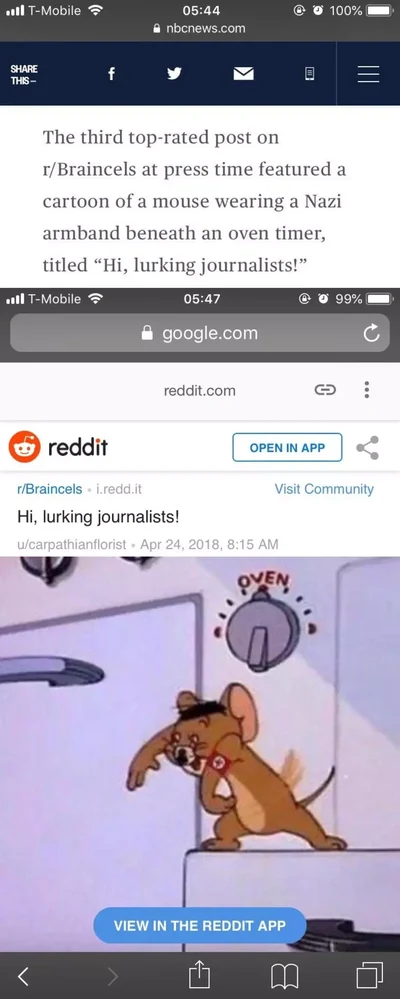 T-Mobile 05:44 100%
nbcnews.com
SHARE
THIS –
The third top-rated post on
r/Braincels at press time featured a
cartoon of a mouse wearing a Nazi
armband beneath an oven timer,
titled “Hi, lurking journalists!”
T-Mobile 05:47 99%
google.com
reddit.com
reddit OPEN IN APP
r/Braincels • i.redd.it Visit Community
Hi, lurking journalists!
u/carpathianflorist • Apr 24, 2018, 8:15 AM
OVEN
VIEW IN THE REDDIT APP